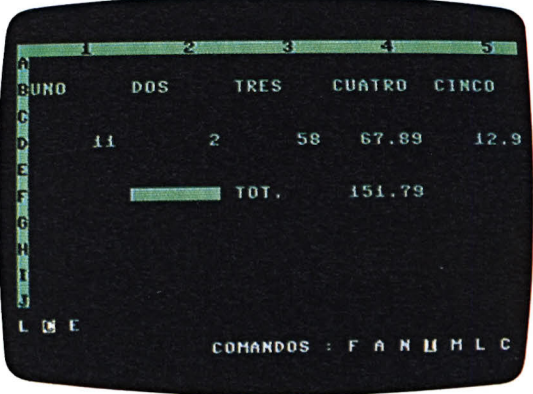 1 2 3 4 5
A
B UNO DOS TRES CUATRO CINCO
C
D 11 2 58 67.89 12.9
E
F TOT. 151.79
G
H
I
J
L C E
COMANDOS : F A N U M L C